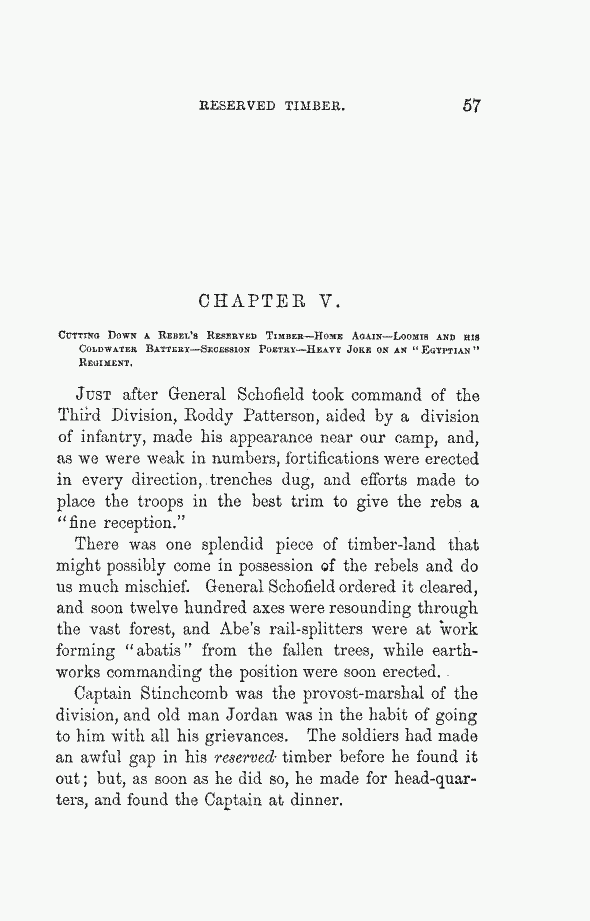 RESERVED TIMBER. 57
CHAPTER V.
CUTTING DOWN A REBEL'S RESERVED TIMBER—HOME AGAIN—LOOMIS AND HIS
COLDWATER BATTERY—SECESSION POETRY—HEAVY JOKE ON AN "EGYPTIAN"
REGIMENT.
JUST after General Schofield took command of the
Third Division, Roddy Patterson, aided by a division
of infantry, made his appearance near our camp, and,
as we were weak in numbers, fortifications were erected
in every direction, trenches dug, and efforts made to
place the troops in the best trim to give the rebs a
"fine reception."
There was one splendid piece of timber-land that
might possibly come in possession of the rebels and do
us much mischief. General Schofield ordered it cleared,
and soon twelve hundred axes were resounding through
the vast forest, and Abe's rail-splitters were at work
forming "abatis" from the fallen trees, while earth-
works commanding the position were soon erected.
Captain Stinchcomb was the provost-marshal of the
division, and old man Jordan was in the habit of going
to him with all his grievances. The soldiers had made
an awful gap in his reserved timber before he found it
out; but, as soon as he did so, he made for head-quar-
ters, and found the Captain at dinner.